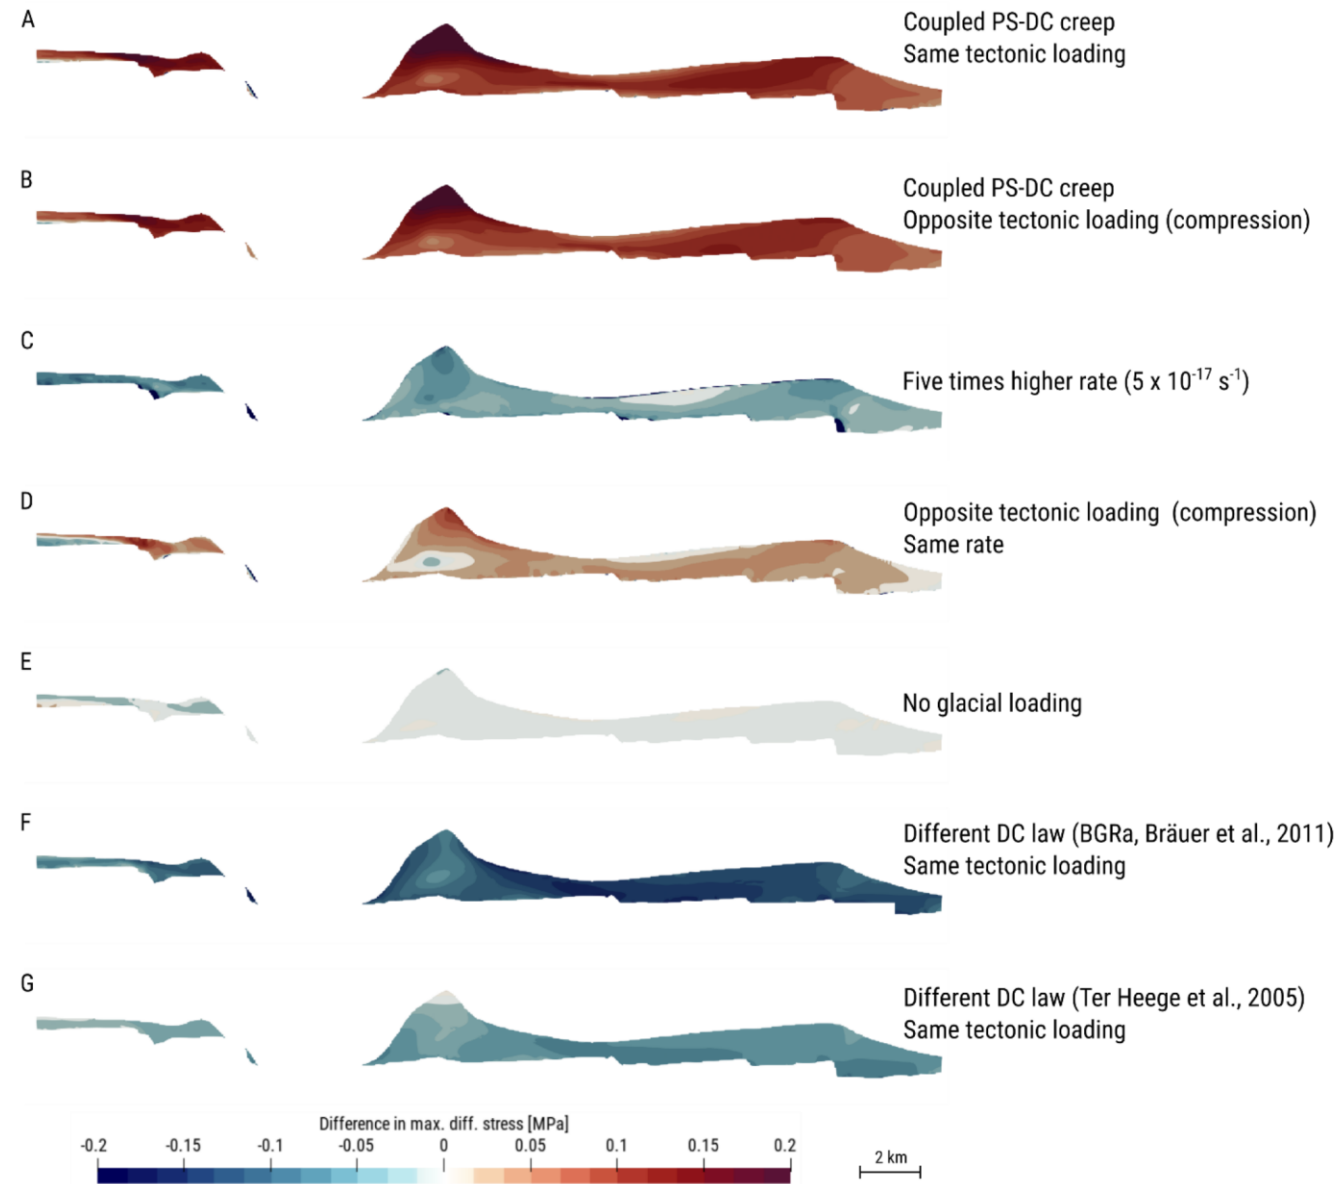 A
Coupled PS-DC creep
Same tectonic loading
B
Coupled PS-DC creep
Opposite tectonic loading (compression)
C
Five times higher rate (5 x 10⁻¹⁷ s⁻¹)
D
Opposite tectonic loading (compression)
Same rate
E
No glacial loading
F
Different DC law (BGRa, Bräuer et al., 2011)
Same tectonic loading
G
Different DC law (Ter Heege et al., 2005)
Same tectonic loading
Difference in max. diff. stress [MPa]
-0.2 -0.15 -0.1 -0.05 0 0.05 0.1 0.15 0.2
2 km